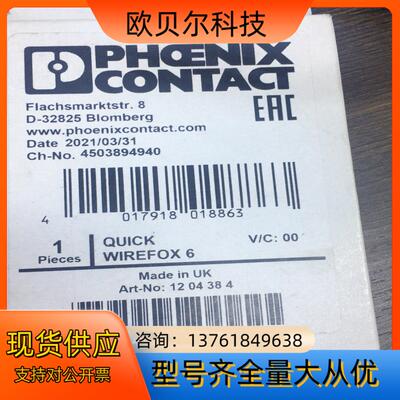 欧贝尔科技
PHŒNIX
CONTACT
Flachsmarktstr. 8
D-32825 Blomberg
www.phoenixcontact.com
Date 2021/03/31
Ch-No. 4503894940
EAC
4 017918 018863
1
Pieces
QUICK
WIREFOX 6
V/C: 00
Made in UK
Art-No: 12 04 38 4
现货供应
支持对公开票
咨询：13761849638
型号齐全量大从优